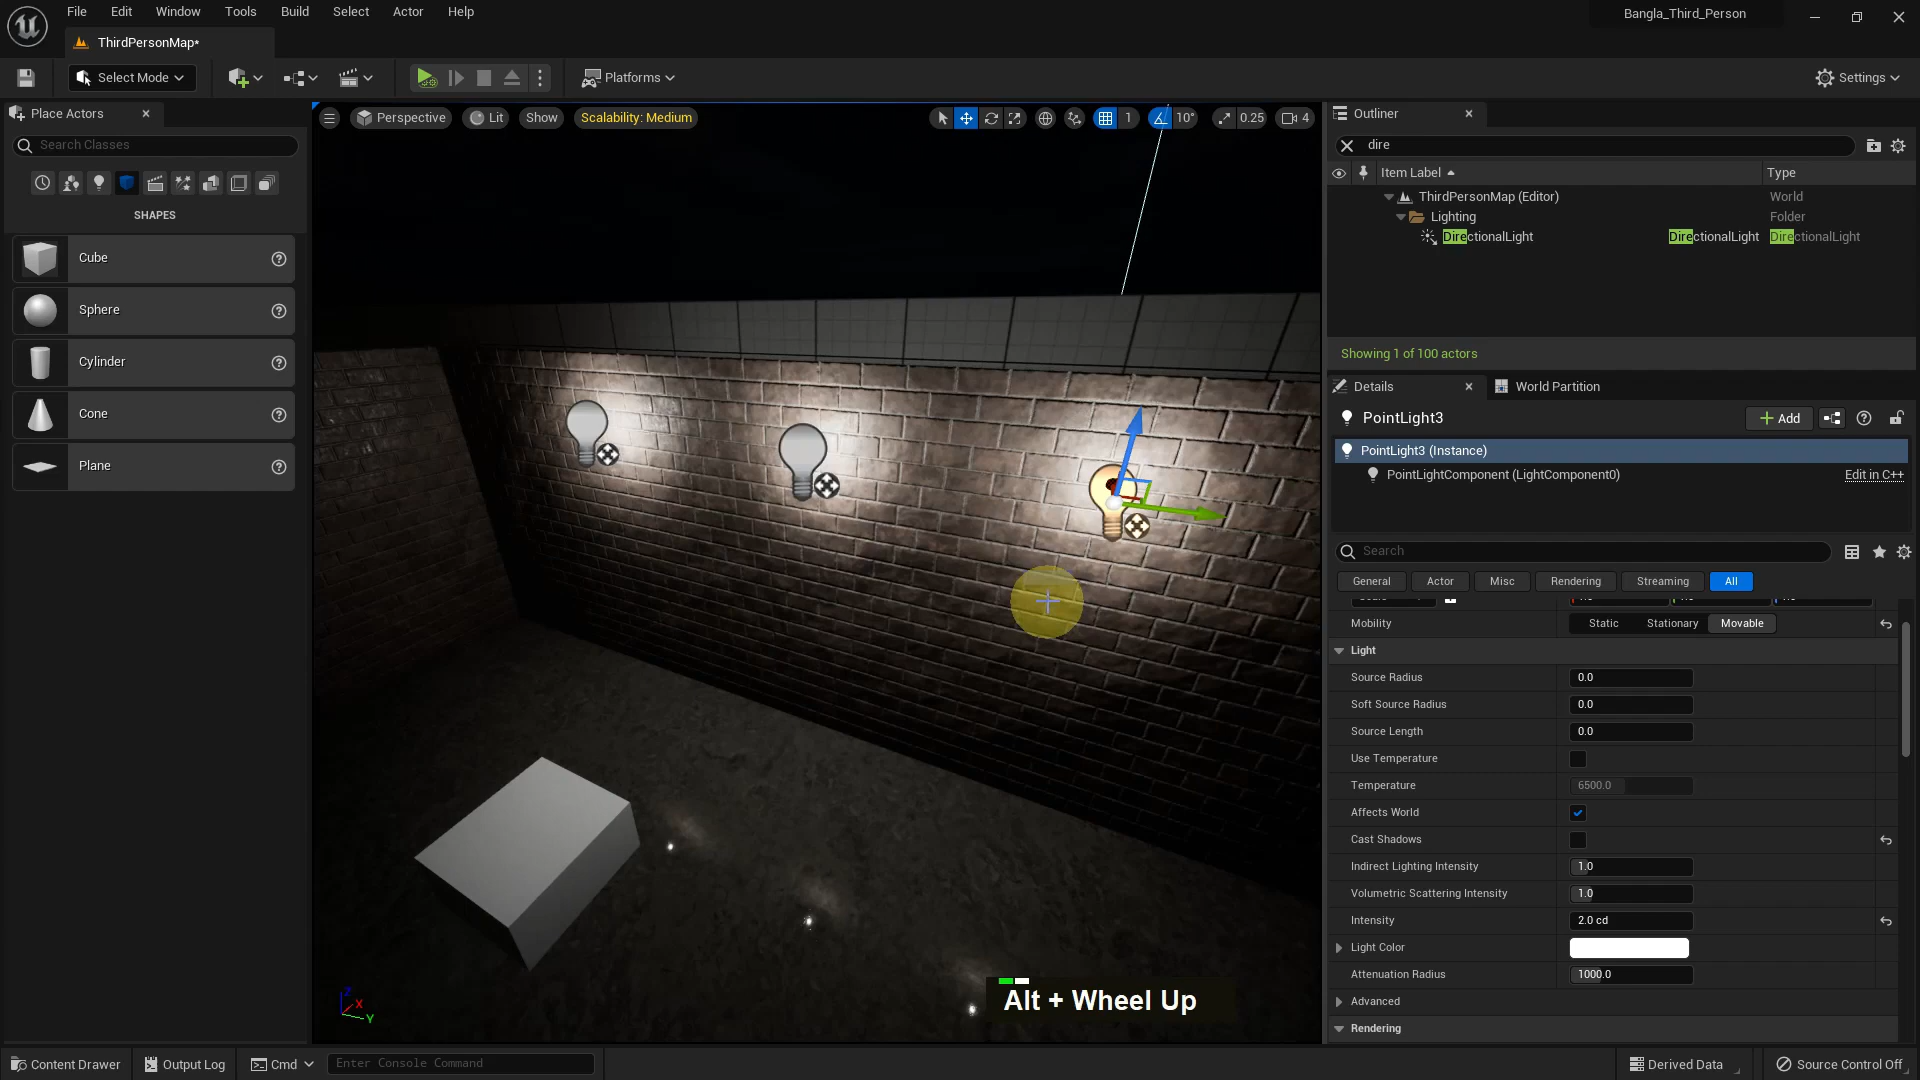 File Edit Window Tools Build Select Actor Help
Bangla_Third_Person
ThirdPersonMap*
Select Mode
Platforms
Settings
Place Actors
Search Classes
SHAPES
Cube
Sphere
Cylinder
Cone
Plane
Perspective Lit Show Scalability: Medium
1 10° 0.25 4
Alt + Wheel Up
Z
X
Y
Outliner
dire
Item Label Type
ThirdPersonMap (Editor) World
Lighting Folder
DirectionalLight DirectionalLight DirectionalLight
Showing 1 of 100 actors
Details World Partition
PointLight3
Add
PointLight3 (Instance)
PointLightComponent (LightComponent0) Edit in C++
Search
General Actor Misc Rendering Streaming All
Mobility Static Stationary Movable
Light
Source Radius 0.0
Soft Source Radius 0.0
Source Length 0.0
Use Temperature
Temperature 6500.0
Affects World
Cast Shadows
Indirect Lighting Intensity 1.0
Volumetric Scattering Intensity 1.0
Intensity 2.0 cd
Light Color
Attenuation Radius 1000.0
Advanced
Rendering
Content Drawer Output Log Cmd Enter Console Command
Derived Data Source Control Off